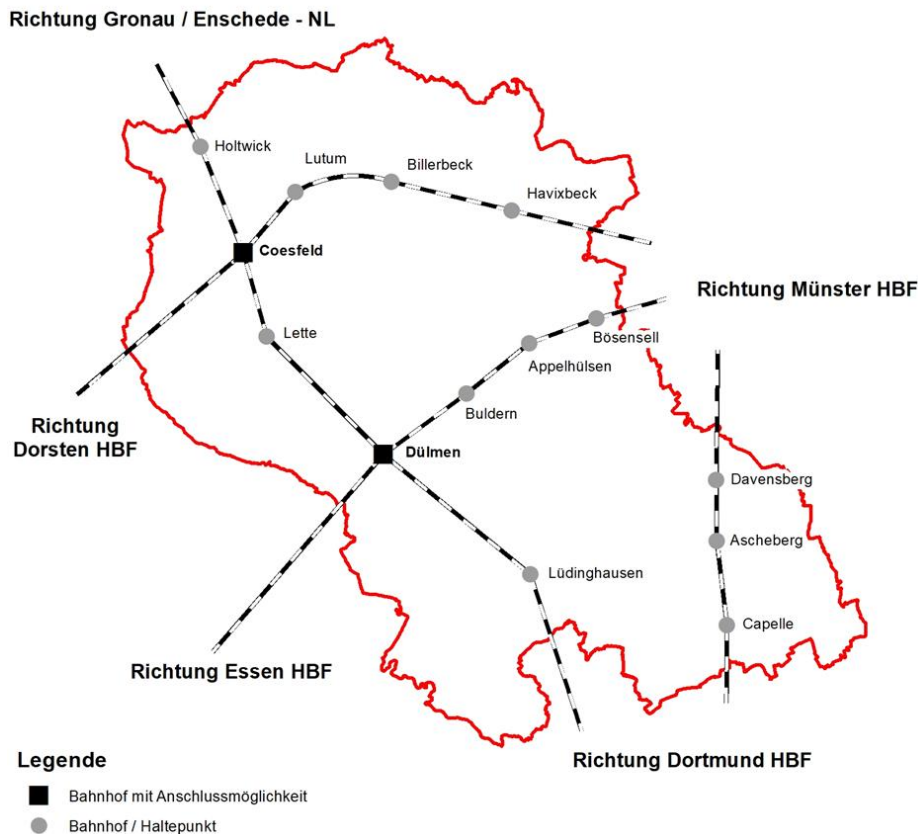 Richtung Gronau / Enschede - NL
Holtwick
Lutum
Billerbeck
Havixbeck
Coesfeld
Richtung Münster HBF
Bösensell
Lette
Appelhülsen
Buldern
Richtung
Dorsten HBF
Dülmen
Davensberg
Ascheberg
Lüdinghausen
Capelle
Richtung Essen HBF
Richtung Dortmund HBF
Legende
Bahnhof mit Anschlussmöglichkeit
Bahnhof / Haltepunkt